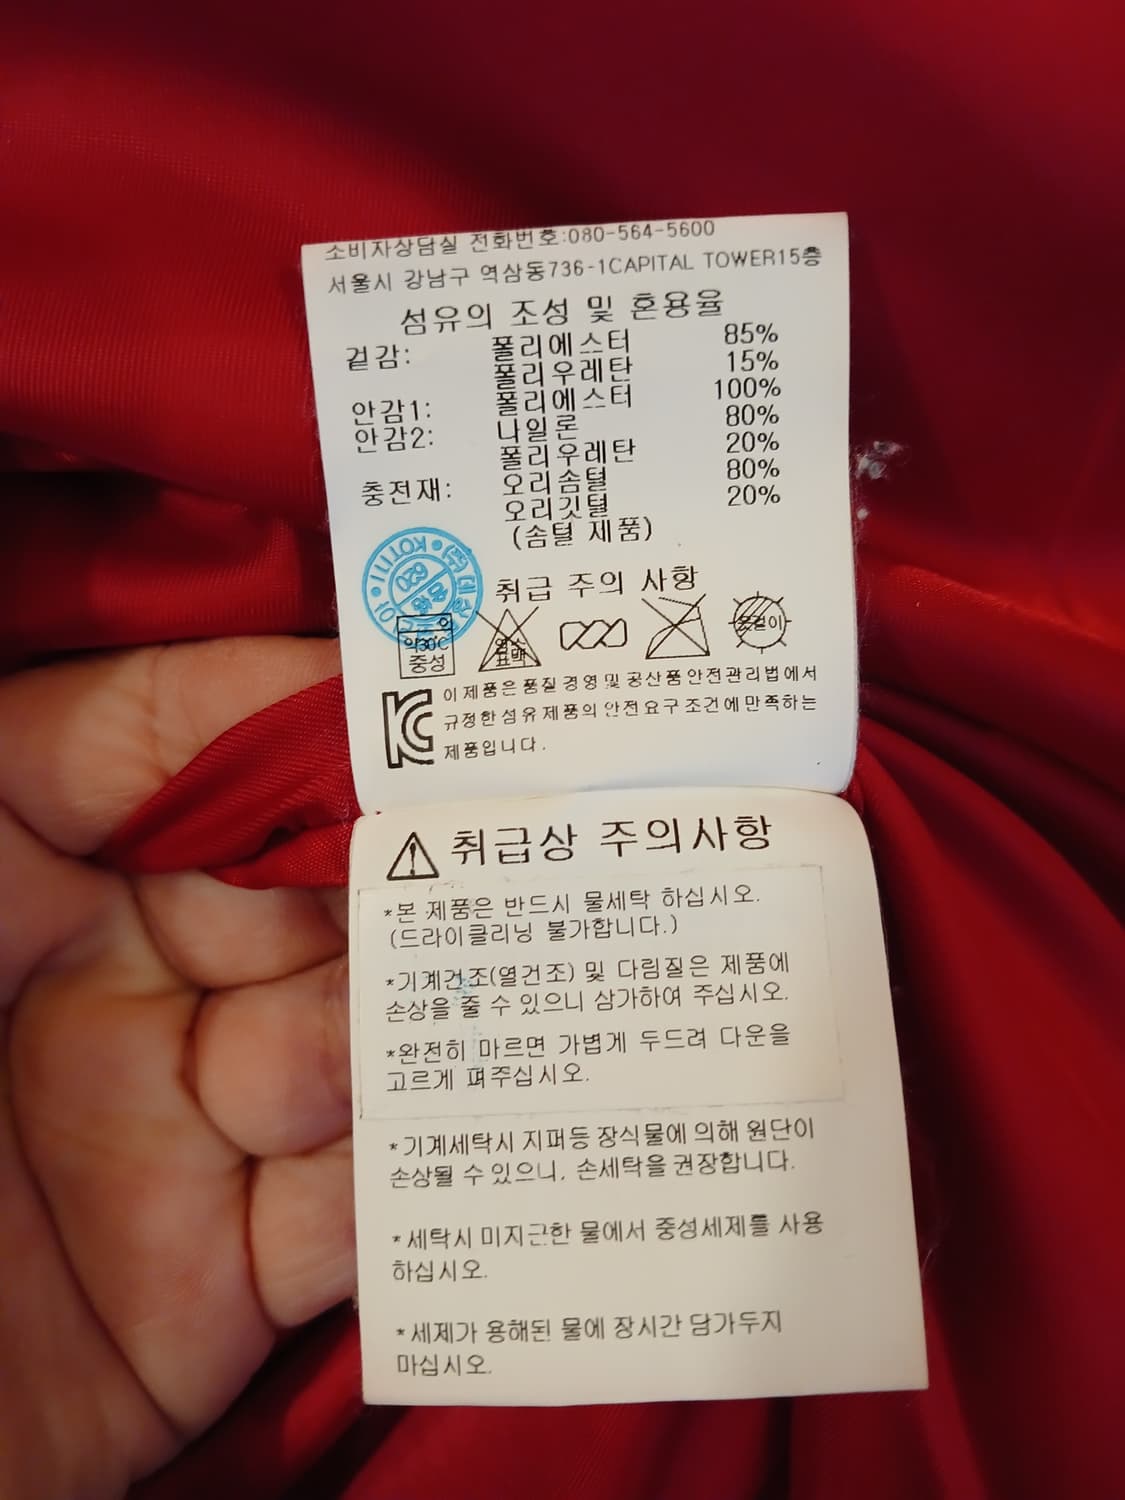 소비자상담실 전화번호:080-564-5600
서울시 강남구 역삼동736-1CAPITAL TOWER15층
섬유의 조성 및 혼용율
겉감: 폴리에스터 85%
폴리우레탄 15%
안감1: 폴리에스터 100%
안감2: 나일론 80%
폴리우레탄 20%
충전재: 오리솜털 80%
오리깃털 20%
(솜털 제품)
KOTITI
취급 주의 사항
약30℃
중성
염소
표백
옷걸이
이제품은품질경영및공산품안전관리법에서
규정한섬유제품의안전요구조건에만족하는
제품입니다.
취급상 주의사항
*본 제품은 반드시 물세탁 하십시오.
(드라이클리닝 불가합니다.)
*기계건조(열건조) 및 다림질은 제품에
손상을 줄 수 있으니 삼가하여 주십시오.
*완전히 마르면 가볍게 두드려 다운을
고르게 펴주십시오.
*기계세탁시 지퍼등 장식물에 의해 원단이
손상될 수 있으니, 손세탁을 권장합니다.
*세탁시 미지근한 물에서 중성세제를 사용
하십시오.
*세제가 용해된 물에 장시간 담가두지
마십시오.